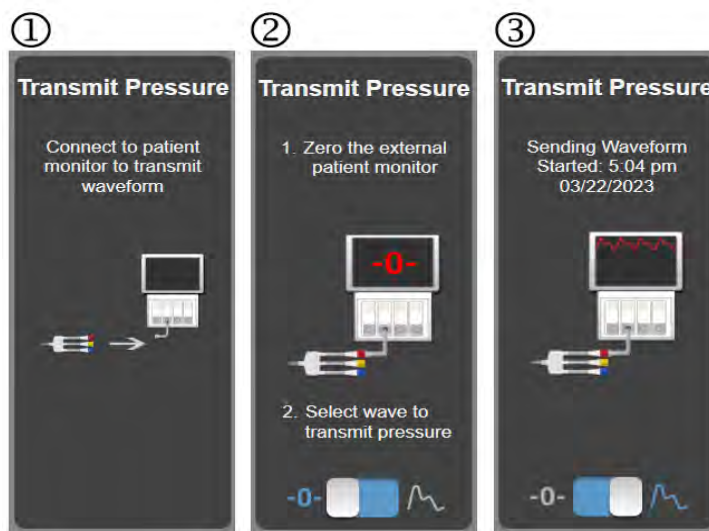 ①
Transmit Pressure
Connect to patient
monitor to transmit
waveform
②
Transmit Pressure
1. Zero the external
patient monitor
-0-
2. Select wave to
transmit pressure
-0-
③
Transmit Pressure
Sending Waveform
Started: 5:04 pm
03/22/2023
-0-